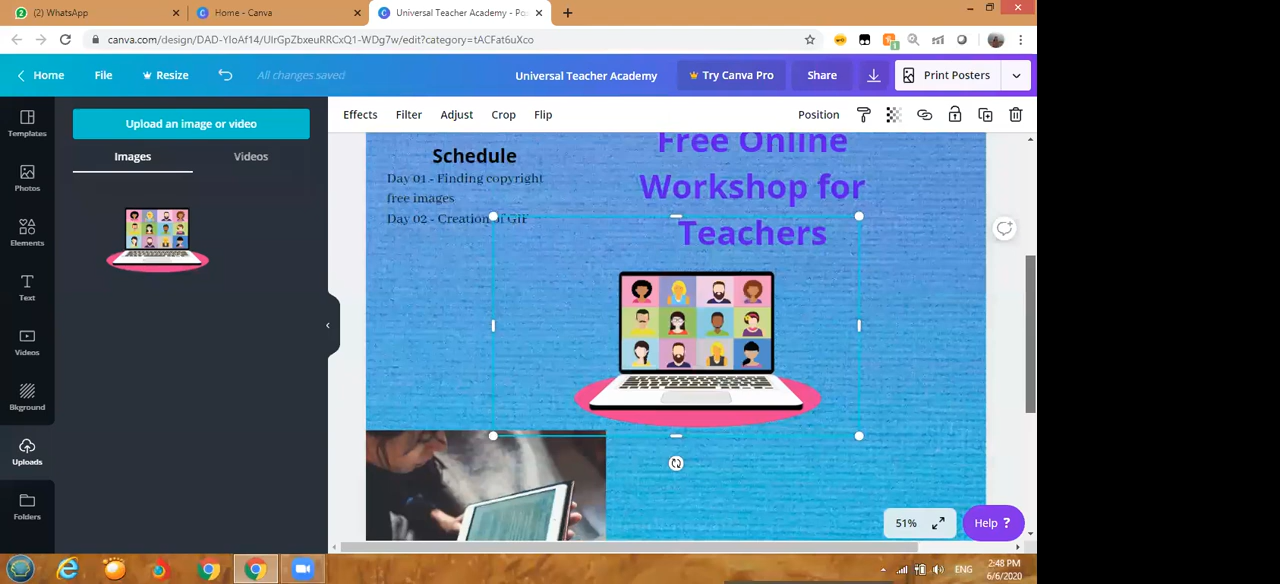 (2) WhatsApp
Home - Canva
Universal Teacher Academy - Pos
canva.com/design/DAD-YIoAf14/UIrGpZbxeuRRCxQ1-WDg7w/edit?category=tACFat6uXco
Home
File
Resize
All changes saved
Universal Teacher Academy
Try Canva Pro
Share
Print Posters
Templates
Photos
Elements
Text
Videos
Bkground
Uploads
Folders
Upload an image or video
Images
Videos
Effects
Filter
Adjust
Crop
Flip
Position
Schedule
Day 01 - Finding copyright
free images
Day 02 - Creation of GIF
Free Online
Workshop for
Teachers
51%
Help ?
ENG
2:48 PM
6/6/2020